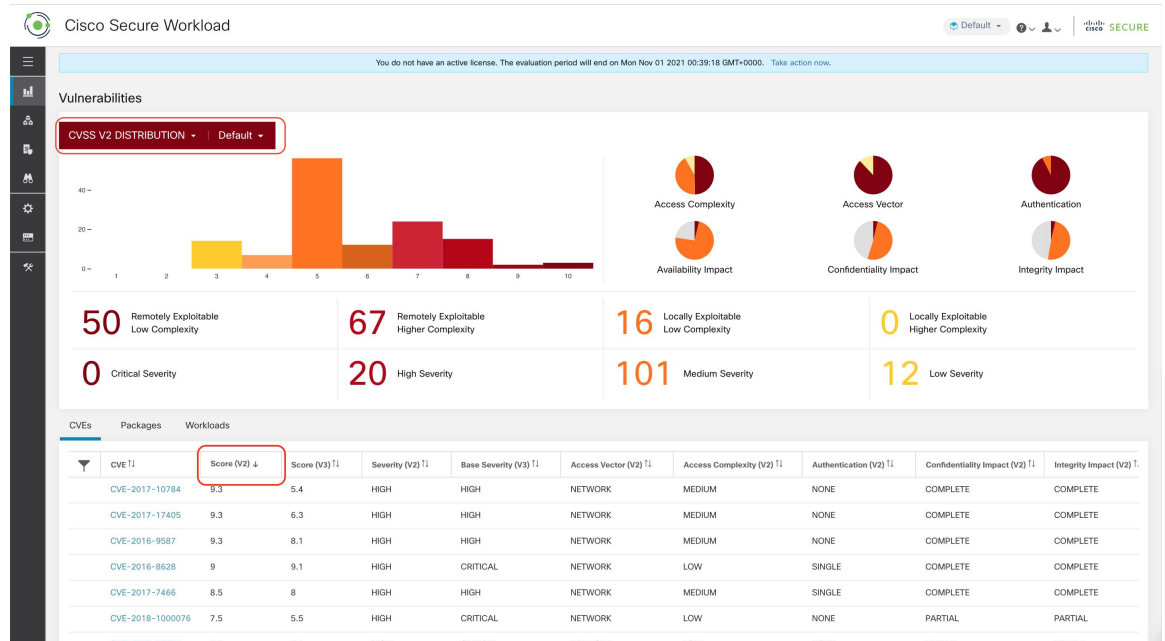 Cisco Secure Workload
Default
CISCO SECURE
You do not have an active license. The evaluation period will end on Mon Nov 01 2021 00:39:18 GMT+0000. Take action now.
Vulnerabilities
CVSS V2 DISTRIBUTION Default
40
20
0
1 2 3 4 5 6 7 8 9 10
Access Complexity Access Vector Authentication
Availability Impact Confidentiality Impact Integrity Impact
50 Remotely Exploitable
Low Complexity
67 Remotely Exploitable
Higher Complexity
16 Locally Exploitable
Low Complexity
0 Locally Exploitable
Higher Complexity
0 Critical Severity
20 High Severity
101 Medium Severity
12 Low Severity
CVEs Packages Workloads
CVE Score (V2) ↓ Score (V3) Severity (V2) Base Severity (V3) Access Vector (V2) Access Complexity (V2) Authentication (V2) Confidentiality Impact (V2) Integrity Impact (V2)
CVE-2017-10784 9.3 5.4 HIGH HIGH NETWORK MEDIUM NONE COMPLETE COMPLETE
CVE-2017-17405 9.3 6.3 HIGH HIGH NETWORK MEDIUM NONE COMPLETE COMPLETE
CVE-2016-9587 9.3 8.1 HIGH HIGH NETWORK MEDIUM NONE COMPLETE COMPLETE
CVE-2016-8628 9 9.1 HIGH CRITICAL NETWORK LOW SINGLE COMPLETE COMPLETE
CVE-2017-7466 8.5 8 HIGH HIGH NETWORK MEDIUM SINGLE COMPLETE COMPLETE
CVE-2018-1000076 7.5 5.5 HIGH CRITICAL NETWORK LOW NONE PARTIAL PARTIAL